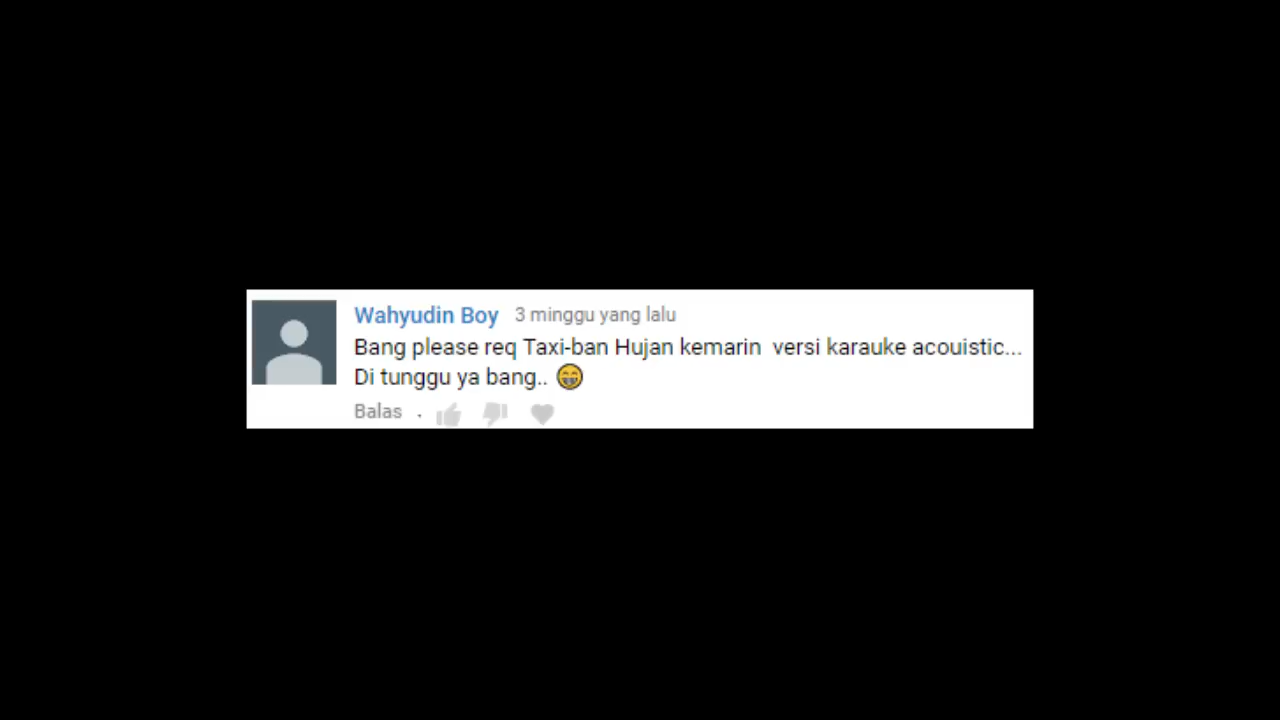 Wahyudin Boy 3 minggu yang lalu
Bang please req Taxi-ban Hujan kemarin versi karauke acouistic...
Di tunggu ya bang.. 😁
Balas .